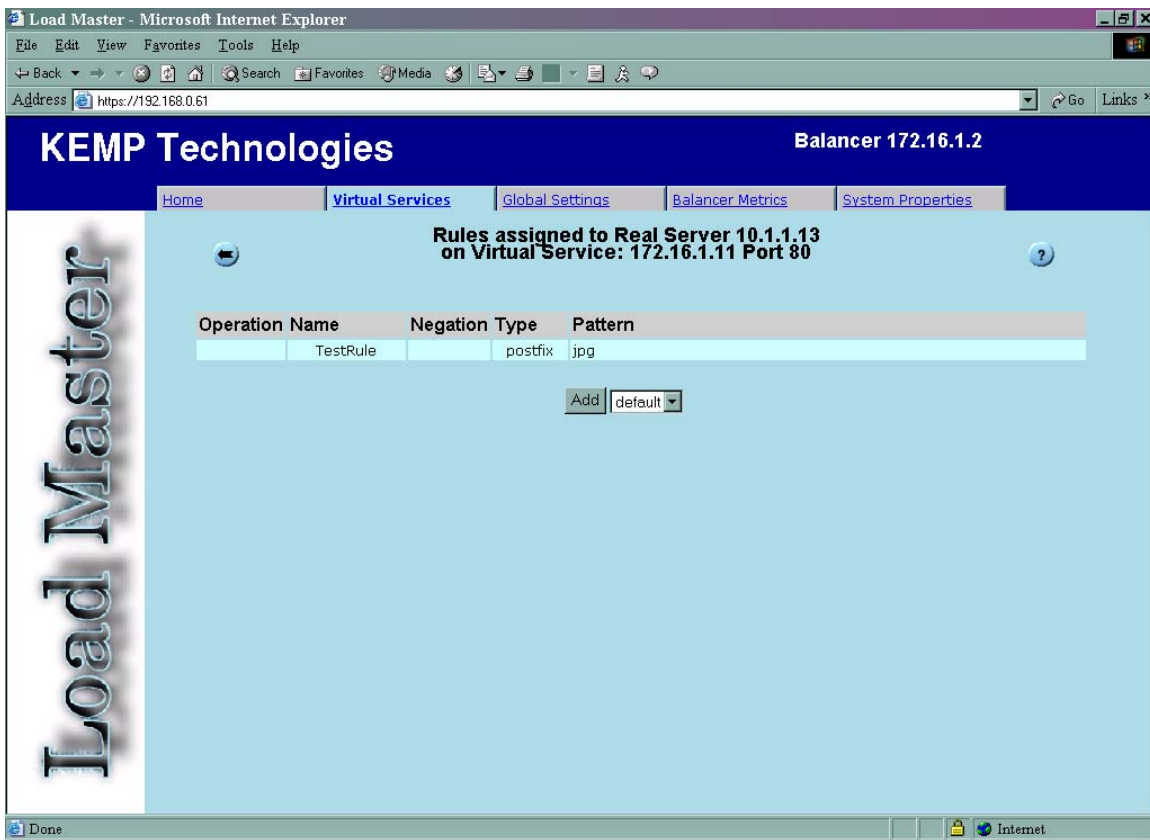 Load Master - Microsoft Internet Explorer
File Edit View Favorites Tools Help
Back Search Favorites Media
Address https://192.168.0.61 Go Links »
KEMP Technologies
Balancer 172.16.1.2
Home Virtual Services Global Settings Balancer Metrics System Properties
Load Master
Rules assigned to Real Server 10.1.1.13
on Virtual Service: 172.16.1.11 Port 80
?
Operation Name Negation Type Pattern
TestRule postfix jpg
Add default
Done Internet